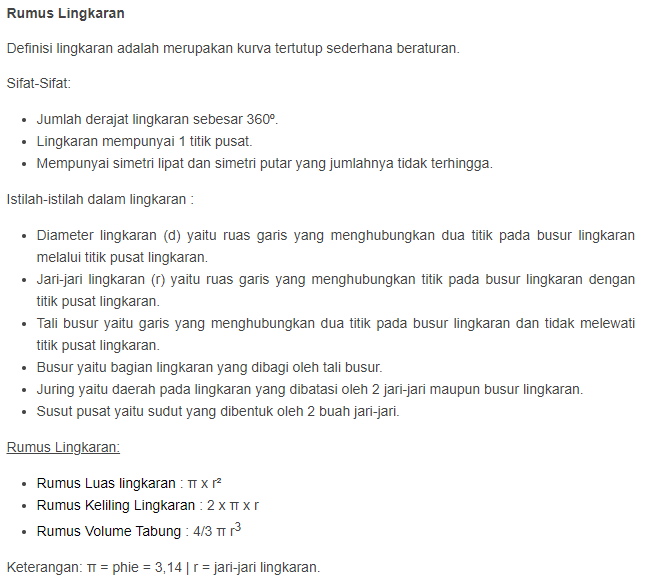 Rumus Lingkaran
Definisi lingkaran adalah merupakan kurva tertutup sederhana beraturan.
Sifat-Sifat:
• Jumlah derajat lingkaran sebesar 360º.
• Lingkaran mempunyai 1 titik pusat.
• Mempunyai simetri lipat dan simetri putar yang jumlahnya tidak terhingga.
Istilah-istilah dalam lingkaran :
• Diameter lingkaran (d) yaitu ruas garis yang menghubungkan dua titik pada busur lingkaran
melalui titik pusat lingkaran.
• Jari-jari lingkaran (r) yaitu ruas garis yang menghubungkan titik pada busur lingkaran dengan
titik pusat lingkaran.
• Tali busur yaitu garis yang menghubungkan dua titik pada busur lingkaran dan tidak melewati
titik pusat lingkaran.
• Busur yaitu bagian lingkaran yang dibagi oleh tali busur.
• Juring yaitu daerah pada lingkaran yang dibatasi oleh 2 jari-jari maupun busur lingkaran.
• Susut pusat yaitu sudut yang dibentuk oleh 2 buah jari-jari.
Rumus Lingkaran:
• Rumus Luas lingkaran : π x r²
• Rumus Keliling Lingkaran : 2 x π x r
• Rumus Volume Tabung : 4/3 π r³
Keterangan: π = phie = 3,14 | r = jari-jari lingkaran.